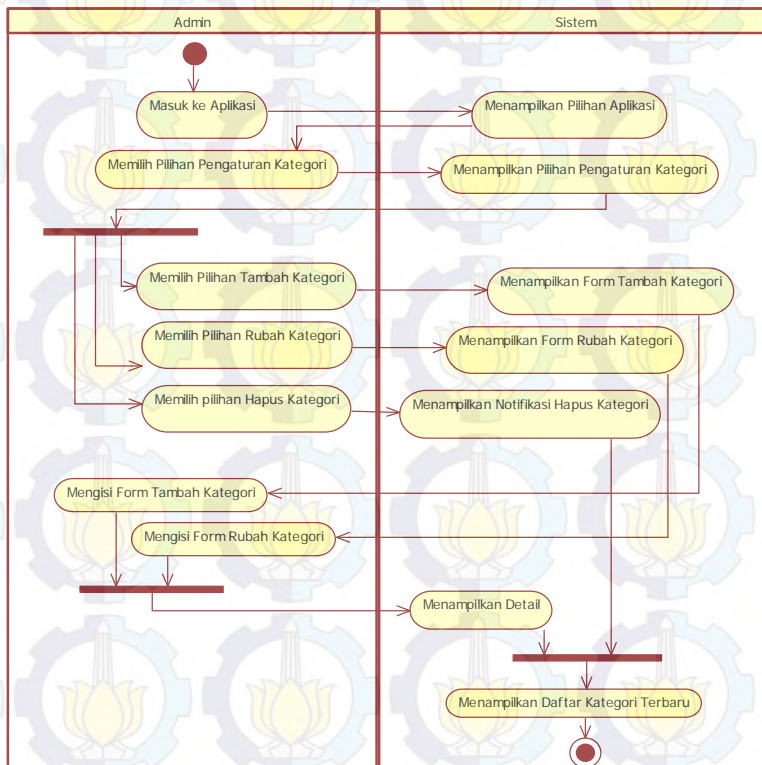 Admin
Sistem
Masuk ke Aplikasi
Menampilkan Pilihan Aplikasi
Memilih Pilihan Pengaturan Kategori
Menampilkan Pilihan Pengaturan Kategori
Memilih Pilihan Tambah Kategori
Menampilkan Form Tambah Kategori
Memilih Pilihan Rubah Kategori
Menampilkan Form Rubah Kategori
Memilih pilihan Hapus Kategori
Menampilkan Notifikasi Hapus Kategori
Mengisi Form Tambah Kategori
Mengisi Form Rubah Kategori
Menampilkan Detail
Menampilkan Daftar Kategori Terbaru